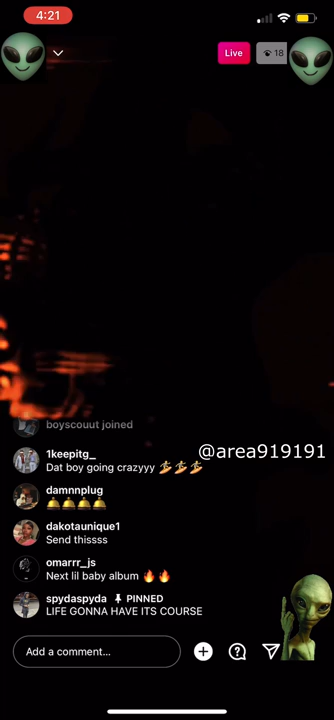 4:21
Live
18
boyscouut joined
1keepitg_
Dat boy going crazyyy 🏄🏄🏄
@area919191
damnnplug
🛎️🛎️🛎️🛎️
dakotaunique1
Send thissss
omarrr_js
Next lil baby album 🔥🔥
spydaspyda 📌 PINNED
LIFE GONNA HAVE ITS COURSE
Add a comment...